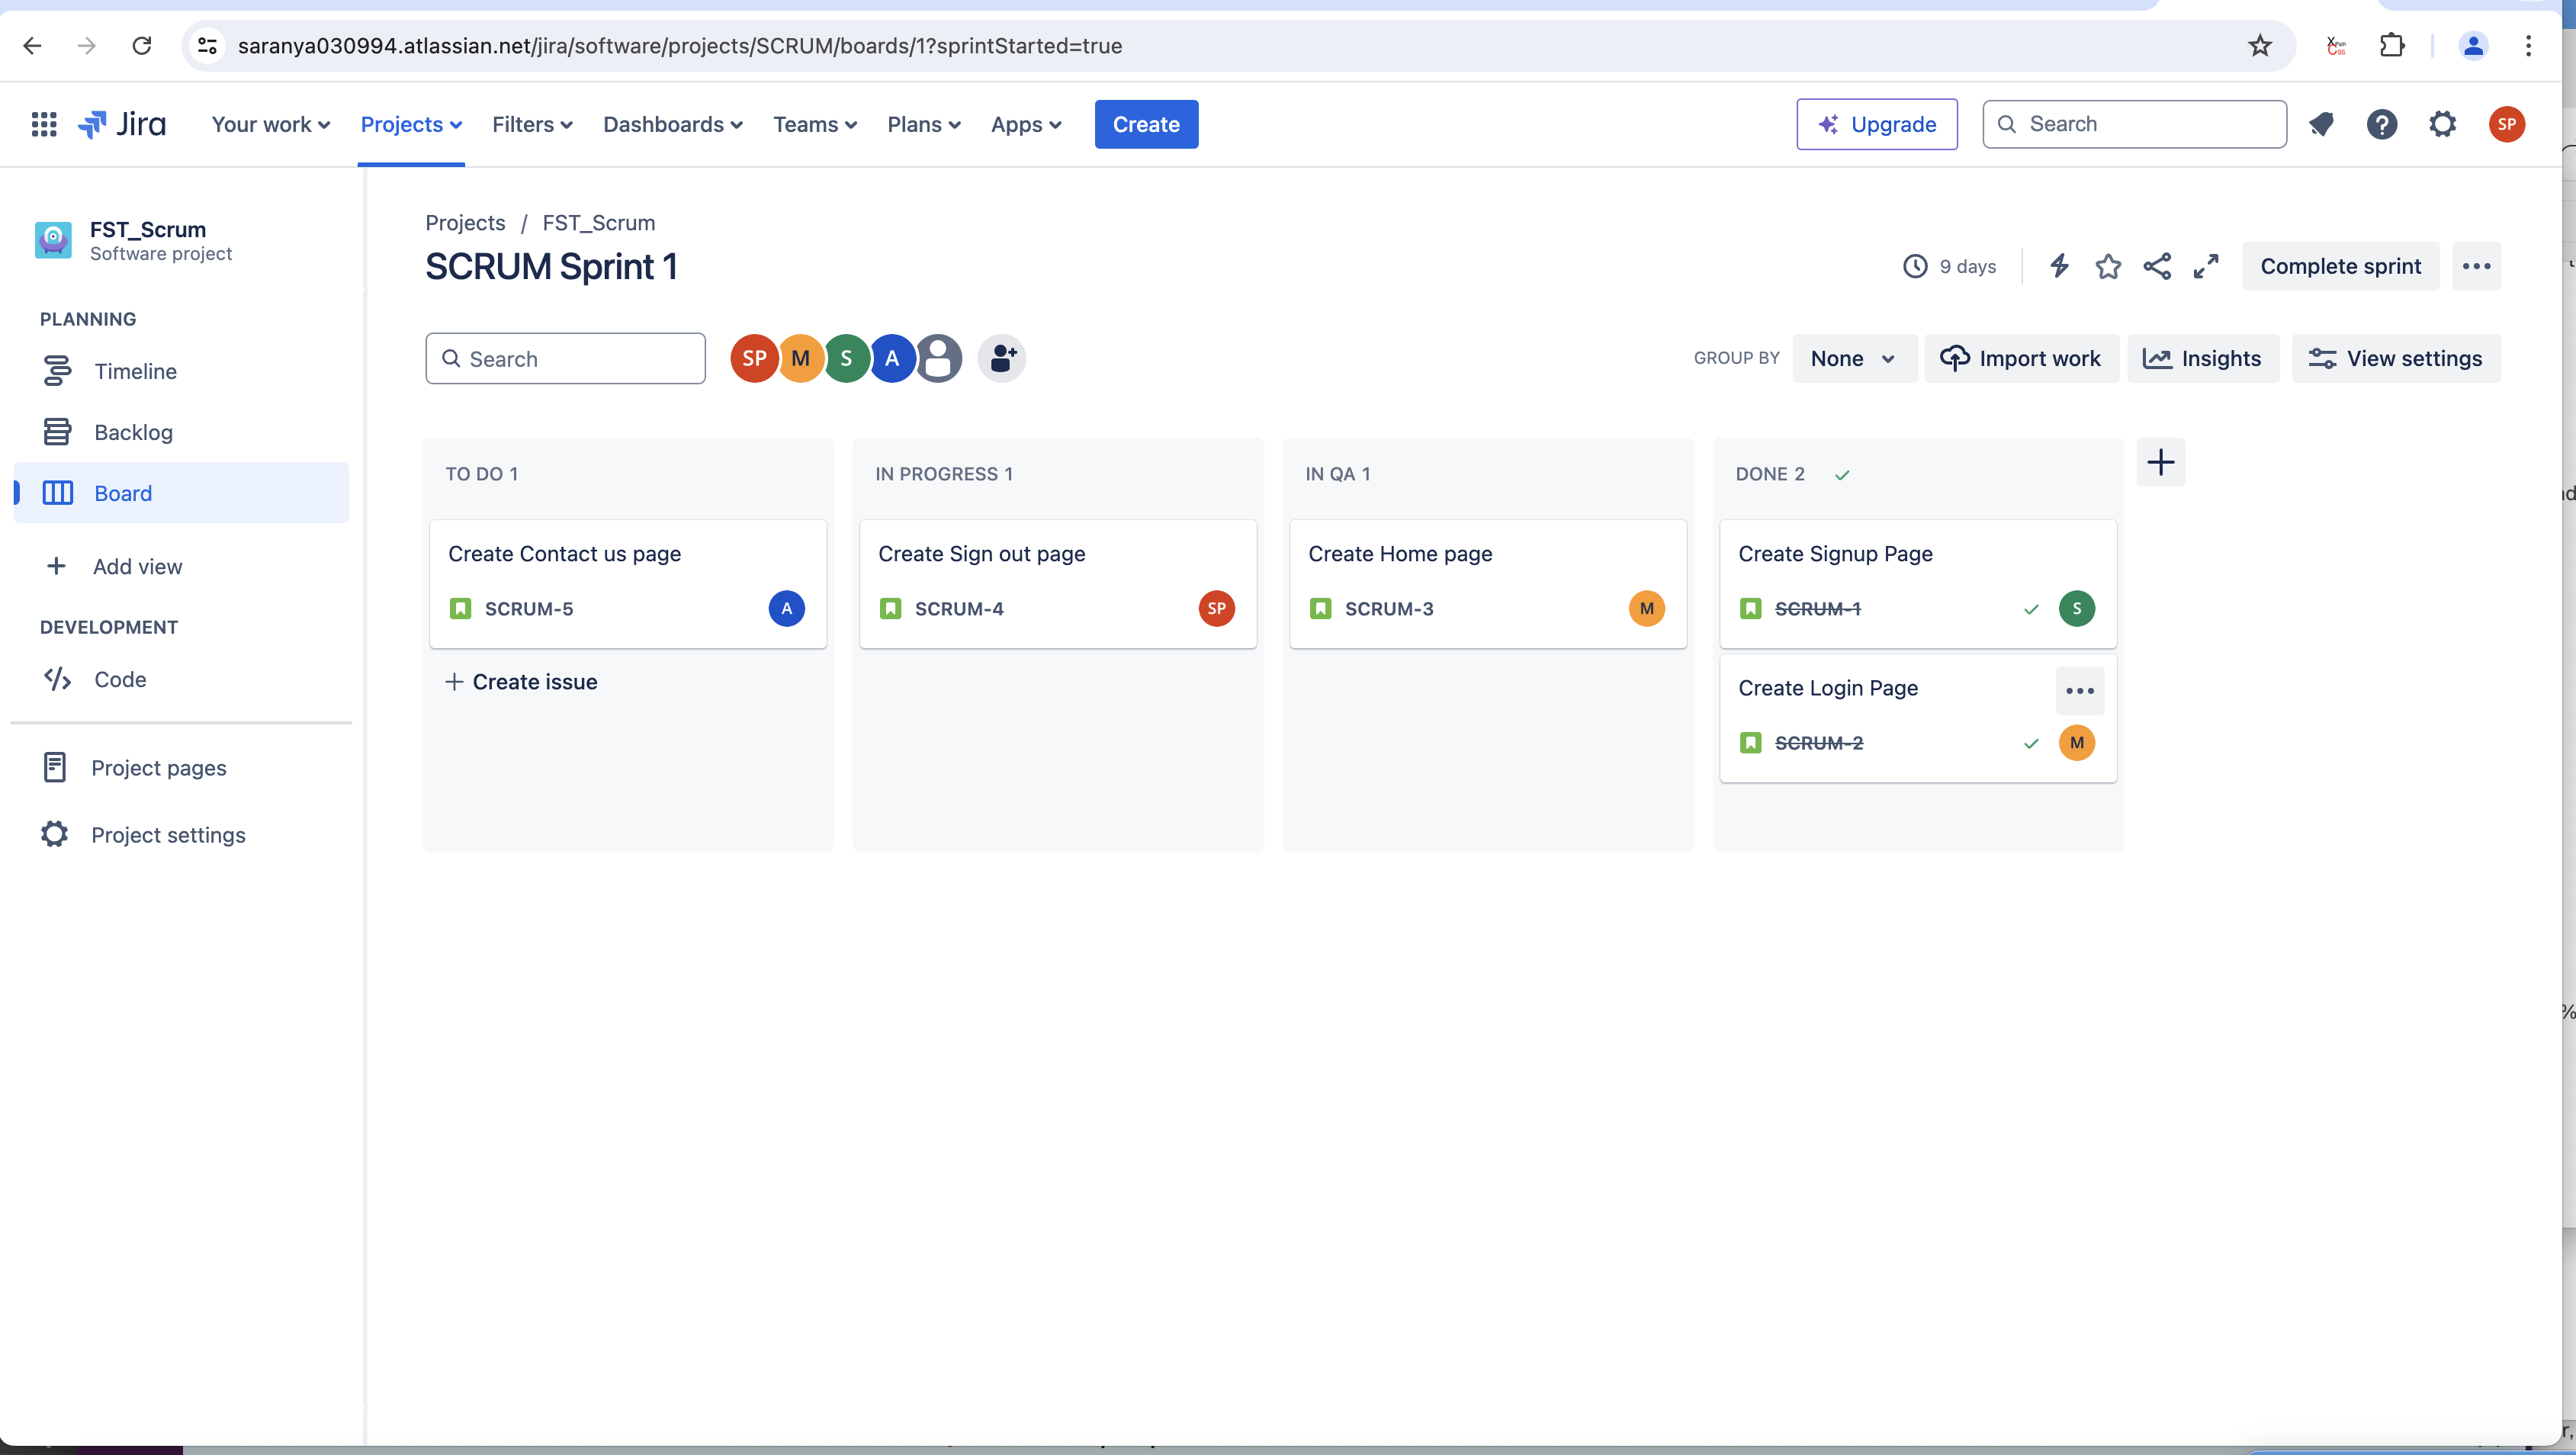 saranya030994.atlassian.net/jira/software/projects/SCRUM/boards/1?sprintStarted=true
XPath
Css
Jira
Your work
Projects
Filters
Dashboards
Teams
Plans
Apps
Create
Upgrade
Search
SP
FST_Scrum
Software project
PLANNING
Timeline
Backlog
Board
Add view
DEVELOPMENT
Code
Project pages
Project settings
Projects / FST_Scrum
SCRUM Sprint 1
9 days
Complete sprint
Search
SP M S A
GROUP BY
None
Import work
Insights
View settings
TO DO 1
Create Contact us page
SCRUM-5
A
+ Create issue
IN PROGRESS 1
Create Sign out page
SCRUM-4
SP
IN QA 1
Create Home page
SCRUM-3
M
DONE 2
Create Signup Page
SCRUM-1
S
Create Login Page
SCRUM-2
M